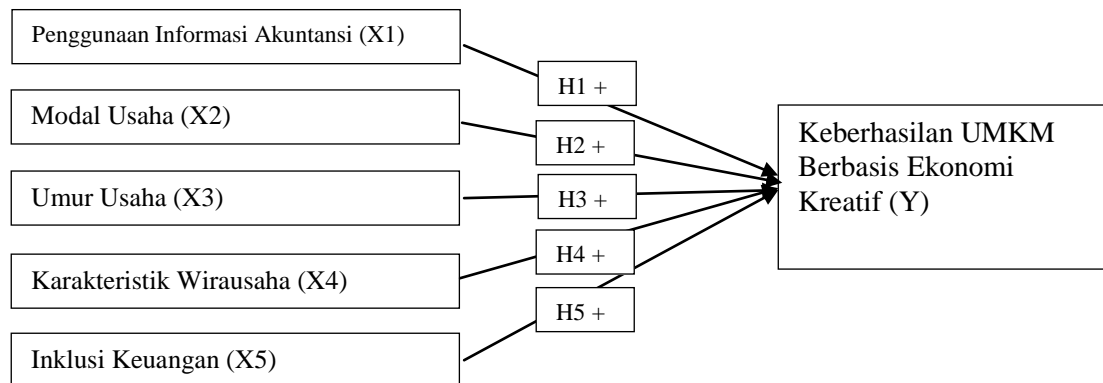 Penggunaan Informasi Akuntansi (X1)
H1 +
Modal Usaha (X2)
H2 +
Umur Usaha (X3)
H3 +
Karakteristik Wirausaha (X4)
H4 +
Inklusi Keuangan (X5)
H5 +
Keberhasilan UMKM
Berbasis Ekonomi
Kreatif (Y)